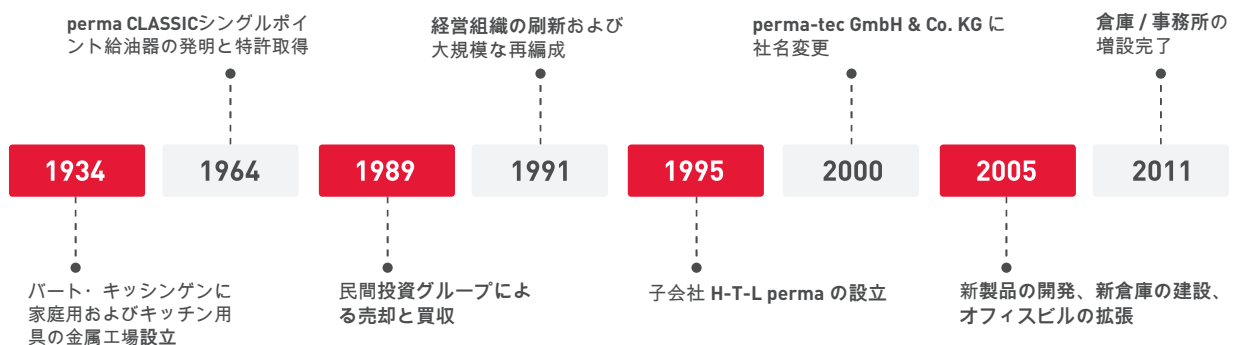 perma CLASSICシングルポイ
ント給油器の発明と特許取得
経営組織の刷新および
大規模な再編成
perma-tec GmbH & Co. KG に
社名変更
倉庫 / 事務所の
増設完了
1934
1964
1989
1991
1995
2000
2005
2011
バート・キッシンゲンに
家庭用およびキッチン用
具の金属工場設立
民間投資グループによ
る売却と買収
子会社 H-T-L perma の設立
新製品の開発、新倉庫の建設、
オフィスビルの拡張